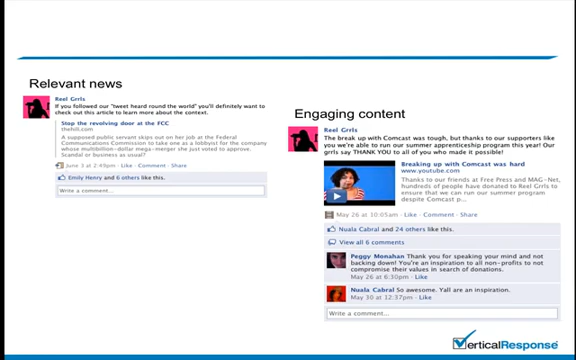 Relevant news
Reel Grrls
If you followed our "tweet heard round the world" you'll definitely want to
check out this article to learn more about the context.
Stop the revolving door at the FCC
thehill.com
A supposed public servant skips out on her job at the Federal
Communications Commission to take one as a lobbyist for the company
whose multibillion-dollar mega-merger she just voted to approve.
Scandal or business as usual?
June 3 at 2:49pm · Like · Comment · Share
Emily Henry and 6 others like this.
Write a comment...
Engaging content
Reel Grrls
The break up with Comcast was tough, but thanks to our supporters like
you we're able to run our summer apprenticeship program this year! Our
grrls say THANK YOU to all of you who made it possible!
Breaking up with Comcast was hard
www.youtube.com
Thanks to our friends at Free Press and MAG-Net,
hundreds of people have donated to Reel Grrls to
ensure that we can run our summer program
despite Comcast p...
May 26 at 10:05am · Like · Comment · Share
Nuala Cabral and 24 others like this.
View all 6 comments
Peggy Monahan Thank you for speaking your mind and not
backing down! You're an inspiration to all non-profits to not
compromise their values in search of donations.
May 26 at 6:30pm · Like
Nuala Cabral So awesome. Yall are an inspiration.
May 30 at 12:37pm · Like
Write a comment...
VerticalResponse